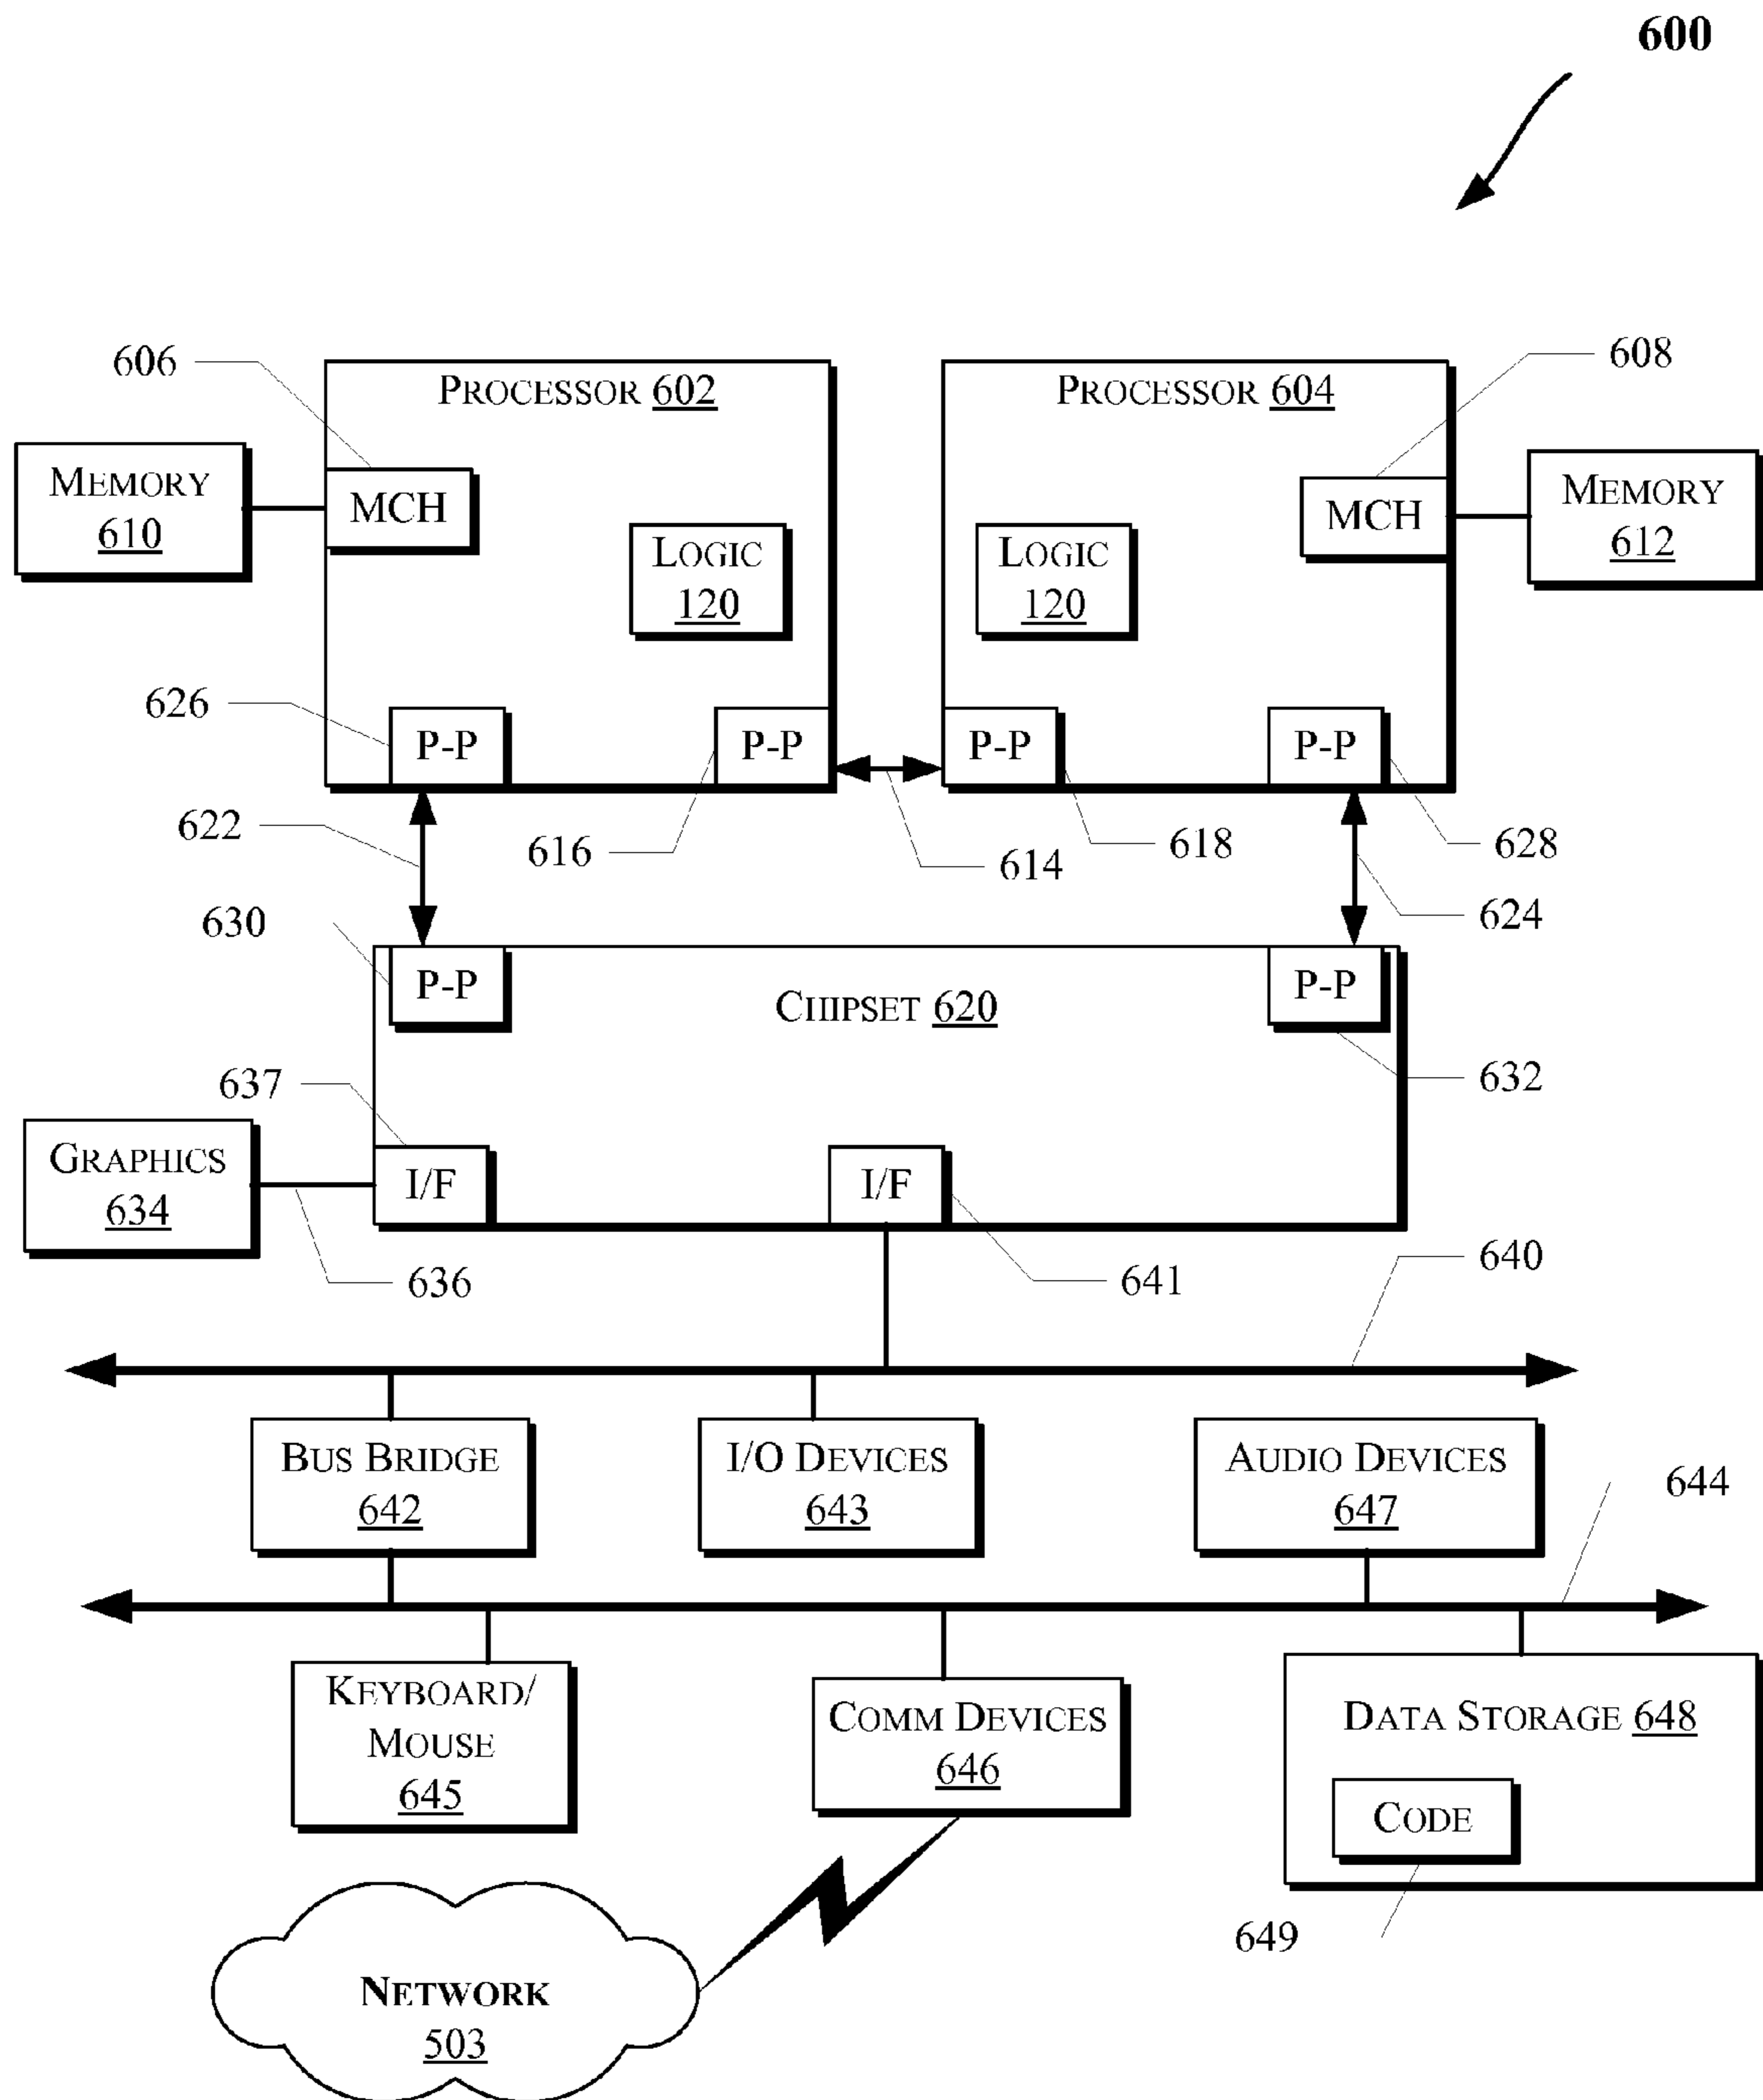 600
606
PROCESSOR 602
PROCESSOR 604
608
MEMORY
610
MCH
LOGIC
120
LOGIC
120
MCH
MEMORY
612
626
P-P
P-P
P-P
P-P
622
616
614
618
628
630
624
P-P
CHIPSET 620
P-P
637
632
GRAPHICS
634
I/F
I/F
636
641
640
BUS BRIDGE
642
I/O DEVICES
643
AUDIO DEVICES
647
644
KEYBOARD/
MOUSE
645
COMM DEVICES
646
DATA STORAGE 648
CODE
649
NETWORK
503